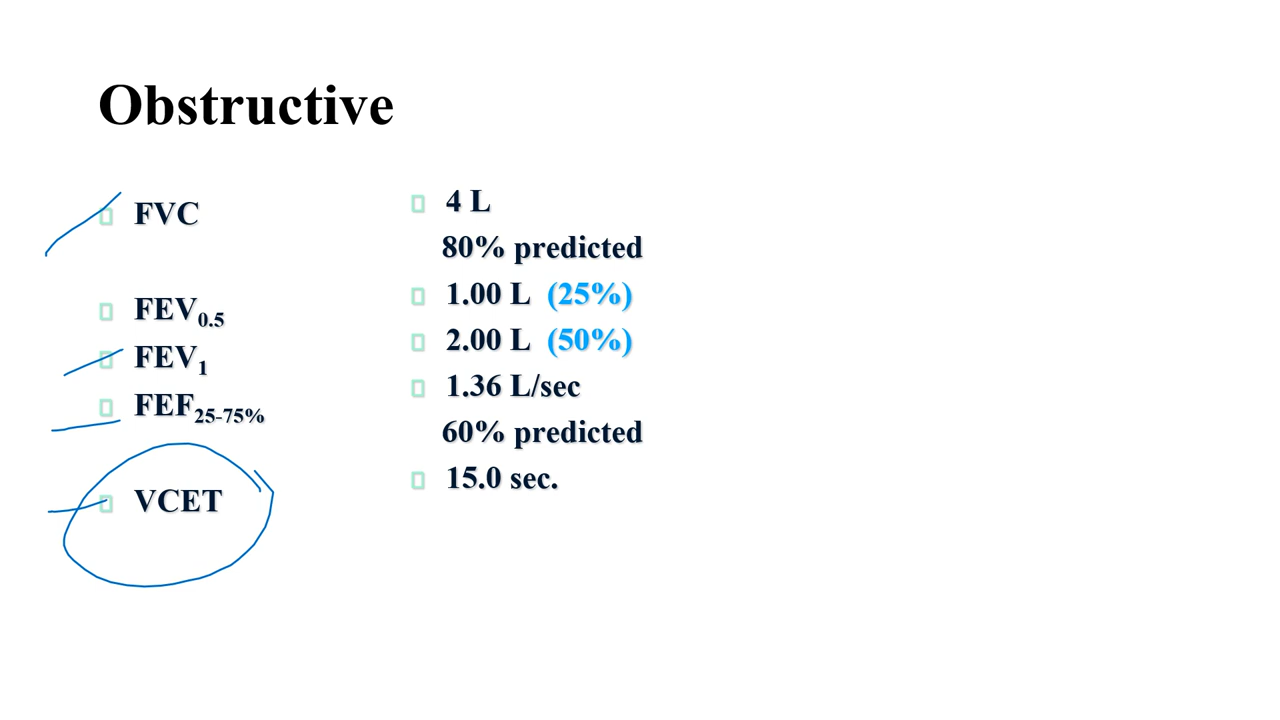 Obstructive
FVC
FEV0.5
FEV1
FEF25-75%
VCET
4 L
80% predicted
1.00 L (25%)
2.00 L (50%)
1.36 L/sec
60% predicted
15.0 sec.